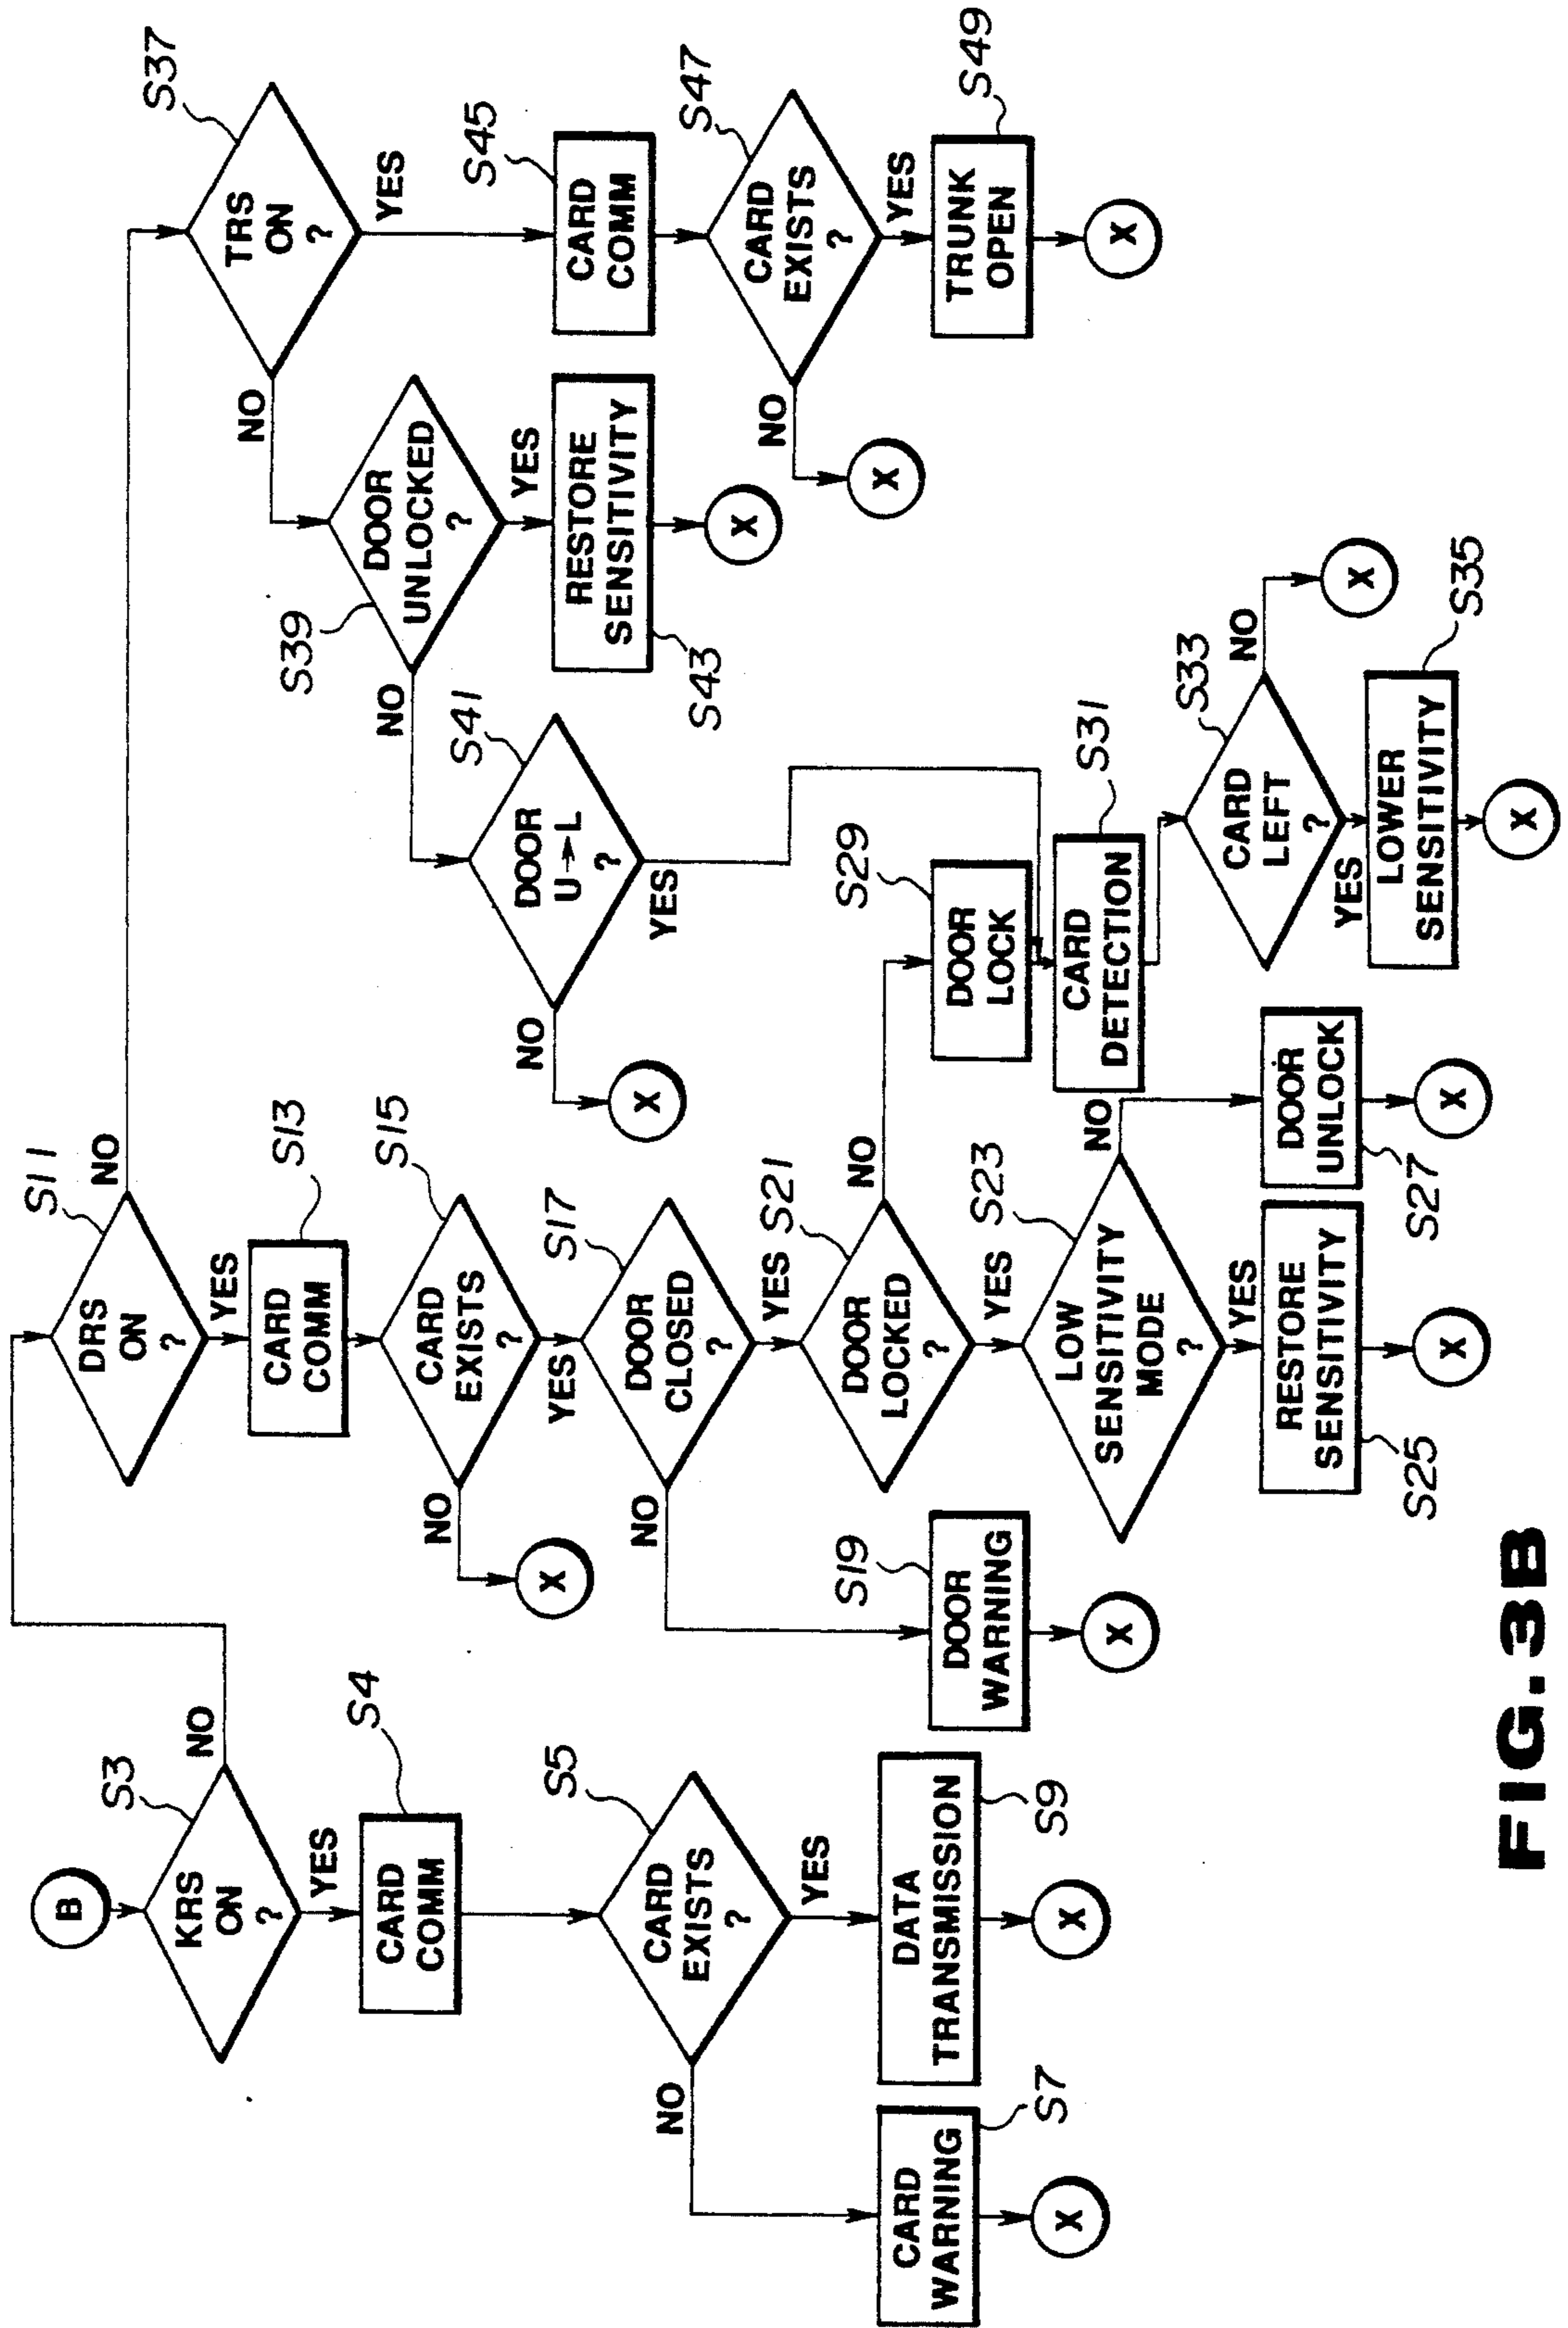 B
KRS
ON
?
S3
NO
YES
CARD
COMM
S4
CARD
EXISTS
?
S5
NO
YES
CARD
WARNING
S7
X
DATA
TRANSMISSION
S9
X
DRS
ON
?
S11
NO
YES
CARD
COMM
S13
CARD
EXISTS
?
S15
NO
X
YES
DOOR
CLOSED
?
S17
NO
DOOR
WARNING
S19
X
YES
DOOR
LOCKED
?
S21
NO
YES
LOW
SENSITIVITY
MODE
?
S23
NO
YES
RESTORE
SENSITIVITY
S25
X
DOOR
UNLOCK
S27
X
DOOR
LOCK
S29
CARD
DETECTION
S31
CARD
LEFT
?
S33
NO
X
YES
LOWER
SENSITIVITY
S35
X
TRS
ON
?
S37
NO
YES
DOOR
UNLOCKED
?
S39
NO
YES
DOOR
U→L
?
S41
NO
X
YES
RESTORE
SENSITIVITY
S43
X
CARD
COMM
S45
CARD
EXISTS
?
S47
NO
X
YES
TRUNK
OPEN
S49
X
FIG.3B